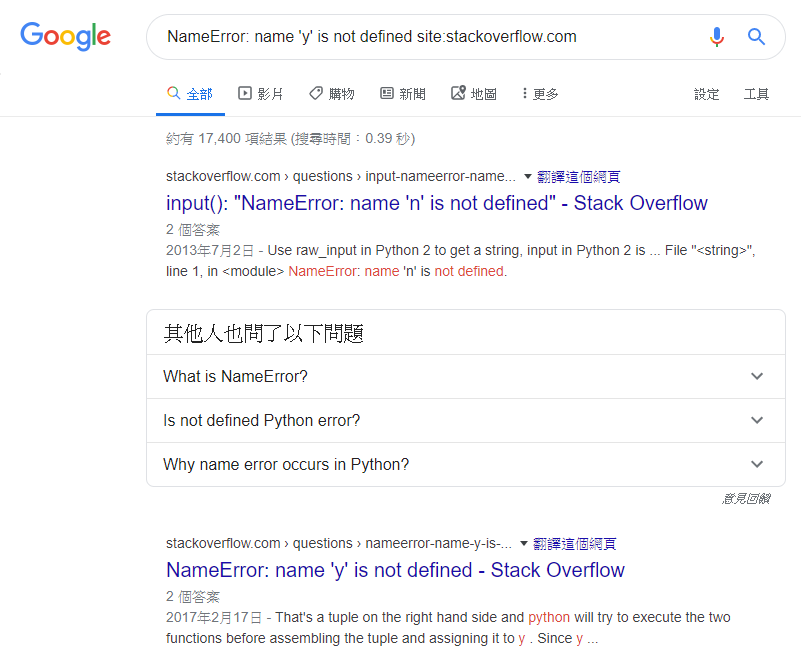 Google
NameError: name 'y' is not defined site:stackoverflow.com
全部 影片 購物 新聞 地圖 更多 設定 工具
約有 17,400 項結果 (搜尋時間：0.39 秒)
stackoverflow.com › questions › input-nameerror-name... 翻譯這個網頁
input(): "NameError: name 'n' is not defined" - Stack Overflow
2 個答案
2013年7月2日 - Use raw_input in Python 2 to get a string, input in Python 2 is ... File "<string>",
line 1, in <module> NameError: name 'n' is not defined.
其他人也問了以下問題
What is NameError?
Is not defined Python error?
Why name error occurs in Python?
意見回饋
stackoverflow.com › questions › nameerror-name-y-is-... 翻譯這個網頁
NameError: name 'y' is not defined - Stack Overflow
2 個答案
2017年2月17日 - That's a tuple on the right hand side and python will try to execute the two
functions before assembling the tuple and assigning it to y . Since y ...